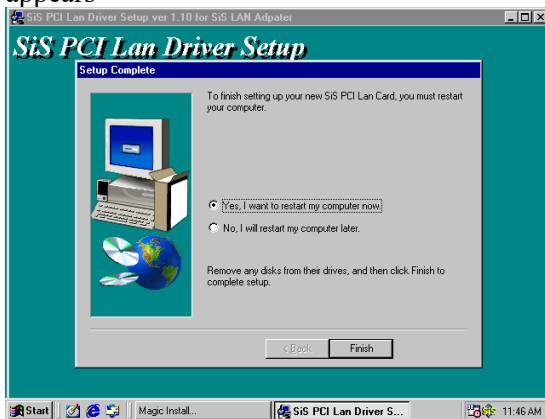 appears
SiS PCI Lan Driver Setup ver 1.10 for SiS LAN Adpater
SiS PCI Lan Driver Setup
Setup Complete
To finish setting up your new SiS PCI Lan Card, you must restart
your computer.
Yes, I want to restart my computer now.
No, I will restart my computer later.
Remove any disks from their drives, and then click Finish to
complete setup.
< Back
Finish
Start
Magic Install...
SiS PCI Lan Driver S...
11:46 AM